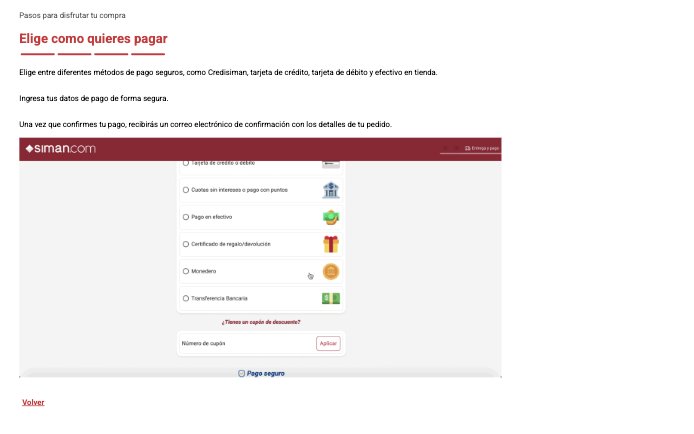 Pasos para disfrutar tu compra
Elige como quieres pagar
Elige entre diferentes métodos de pago seguros, como Credisiman, tarjeta de crédito, tarjeta de débito y efectivo en tienda.
Ingresa tus datos de pago de forma segura.
Una vez que confirmes tu pago, recibirás un correo electrónico de confirmación con los detalles de tu pedido.
siman.com
Entrega y pago
Tarjeta de crédito o débito
Cuotas sin intereses o pago con puntos
Pago en efectivo
Certificado de regalo/devolución
Monedero
Transferencia Bancaria
¿Tienes un cupón de descuento?
Número de cupón Aplicar
Pago seguro
Volver